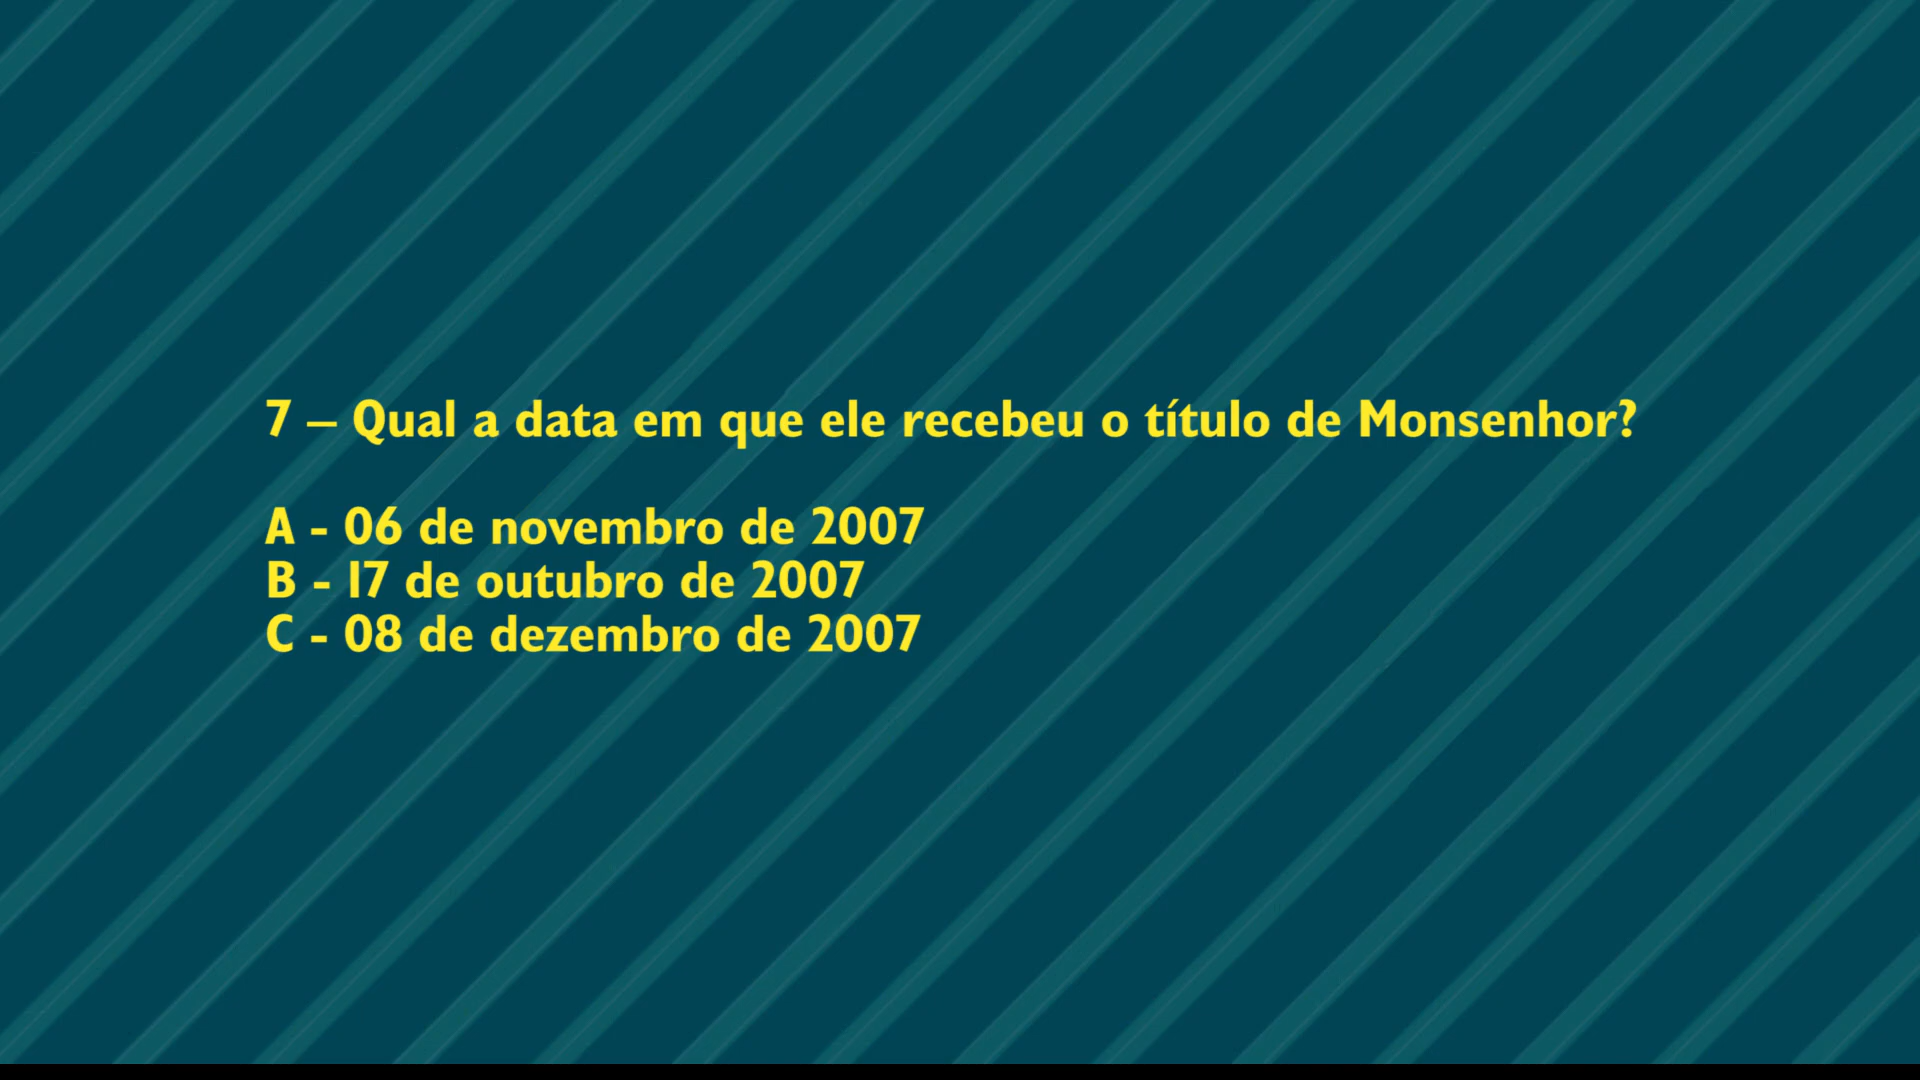 7 – Qual a data em que ele recebeu o título de Monsenhor?
A - 06 de novembro de 2007
B - 17 de outubro de 2007
C - 08 de dezembro de 2007